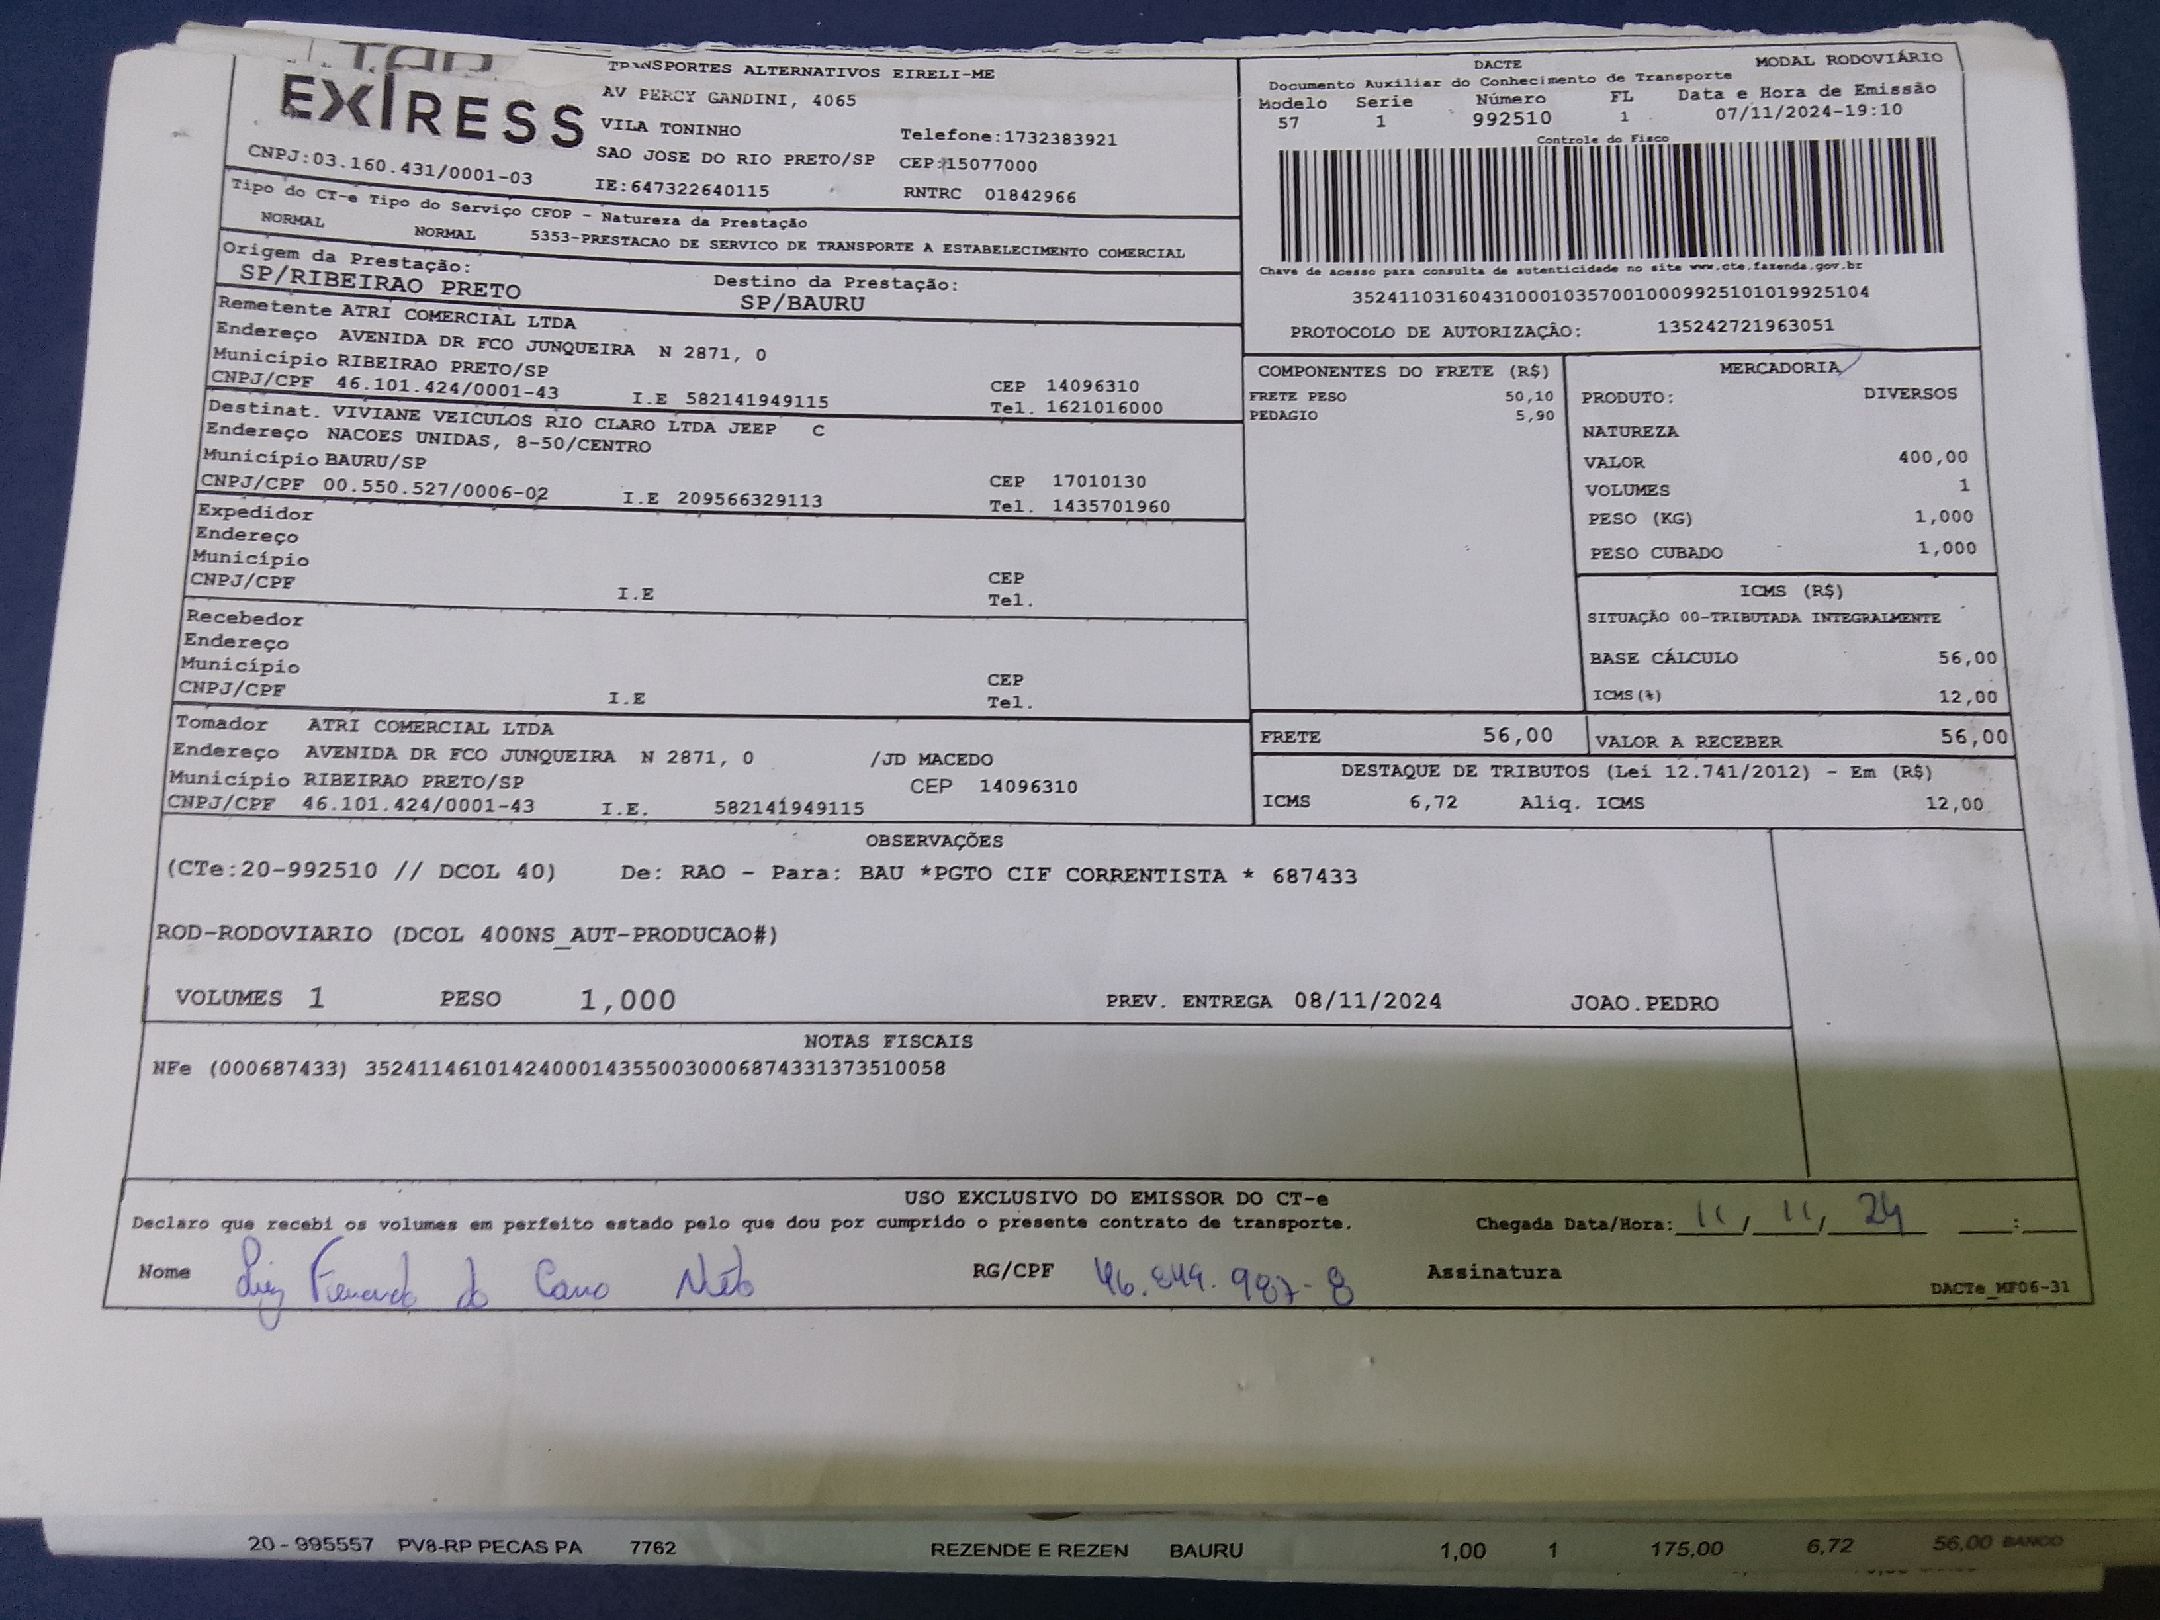 EXPRESS
TRANSPORTES ALTERNATIVOS EIRELI-ME
AV PERCY GANDINI, 4065
VILA TONINHO Telefone:1732383921
SAO JOSE DO RIO PRETO/SP CEP:15077000
CNPJ:03.160.431/0001-03 IE:647322640115 RNTRC 01842966
DACTE MODAL RODOVIÁRIO
Documento Auxiliar do Conhecimento de Transporte
Modelo Serie Número FL Data e Hora de Emissão
57 1 992510 1 07/11/2024-19:10
Controle do Fisco
Chave de acesso para consulta de autenticidade no site www.cte.fazenda.gov.br
35241103160431000103570010009925101019925104
PROTOCOLO DE AUTORIZAÇÃO: 135242721963051
Tipo do CT-e Tipo do Serviço CFOP - Natureza da Prestação
NORMAL NORMAL 5353-PRESTACAO DE SERVICO DE TRANSPORTE A ESTABELECIMENTO COMERCIAL
Origem da Prestação: Destino da Prestação:
SP/RIBEIRAO PRETO SP/BAURU
Remetente ATRI COMERCIAL LTDA
Endereço AVENIDA DR FCO JUNQUEIRA N 2871, 0
Município RIBEIRAO PRETO/SP CEP 14096310
CNPJ/CPF 46.101.424/0001-43 I.E 582141949115 Tel. 1621016000
Destinat. VIVIANE VEICULOS RIO CLARO LTDA JEEP C
Endereço NACOES UNIDAS, 8-50/CENTRO
Município BAURU/SP CEP 17010130
CNPJ/CPF 00.550.527/0006-02 I.E 209566329113 Tel. 1435701960
Expedidor
Endereço
Município CEP
CNPJ/CPF I.E Tel.
Recebedor
Endereço
Município CEP
CNPJ/CPF I.E Tel.
Tomador ATRI COMERCIAL LTDA
Endereço AVENIDA DR FCO JUNQUEIRA N 2871, 0 /JD MACEDO
Município RIBEIRAO PRETO/SP CEP 14096310
CNPJ/CPF 46.101.424/0001-43 I.E. 582141949115
COMPONENTES DO FRETE (R$)
FRETE PESO 50,10
PEDAGIO 5,90
MERCADORIA
PRODUTO: DIVERSOS
NATUREZA
VALOR 400,00
VOLUMES 1
PESO (KG) 1,000
PESO CUBADO 1,000
ICMS (R$)
SITUAÇÃO 00-TRIBUTADA INTEGRALMENTE
BASE CÁLCULO 56,00
ICMS(%) 12,00
FRETE 56,00 VALOR A RECEBER 56,00
DESTAQUE DE TRIBUTOS (Lei 12.741/2012) - Em (R$)
ICMS 6,72 Aliq. ICMS 12,00
OBSERVAÇÕES
(CTe:20-992510 // DCOL 40) De: RAO - Para: BAU *PGTO CIF CORRENTISTA * 687433
ROD-RODOVIARIO (DCOL 400NS_AUT-PRODUCAO#)
VOLUMES 1 PESO 1,000 PREV. ENTREGA 08/11/2024 JOAO.PEDRO
NOTAS FISCAIS
NFe (000687433) 35241146101424000143550030006874331373510058
USO EXCLUSIVO DO EMISSOR DO CT-e
Declaro que recebi os volumes em perfeito estado pelo que dou por cumprido o presente contrato de transporte. Chegada Data/Hora: 11/11/24 :
Nome Luiz Fernando do Carmo Neto RG/CPF 46.849.987-8 Assinatura
DACTe_MF06-31
20 - 995557 PV8-RP PECAS PA 7762 REZENDE E REZEN BAURU 1,00 1 175,00 6,72 56,00 BANCO